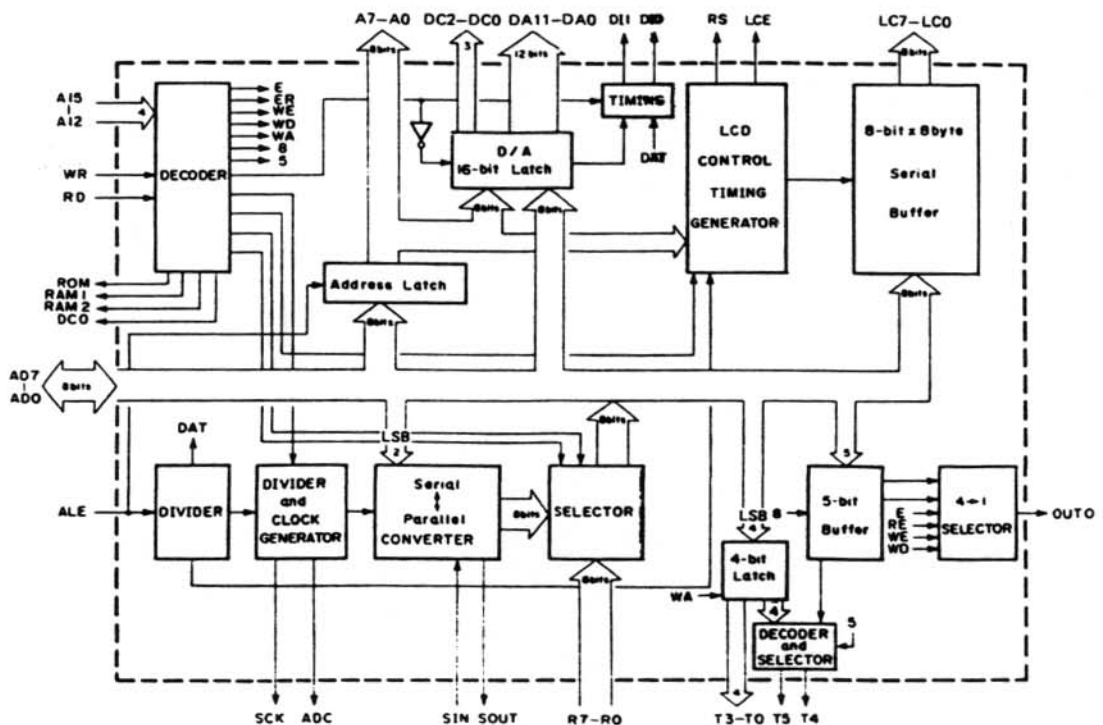 A7-A0 DC2-DC0 DA11-DA0 DI1 RS LCE LC7-LC0
8bits 3 12bits 8bits
A15
A12
4
DECODER
E
ER
WE
WD
WA
8
5
WR
RD
TIMING
DAT
D/A
16-bit Latch
LCD
CONTROL
TIMING
GENERATOR
8-bit x 8byte
Serial
Buffer
8bits 8bits
Address Latch
8bits
8bits
ROM
RAM1
RAM2
DC0
AD7
AD0
8bits
DAT
LSB
2
8bits
LSB
4
5
ALE
DIVIDER
DIVIDER
and
CLOCK
GENERATOR
Serial
Parallel
CONVERTER
8bits
SELECTOR
8bits
8
5-bit
Buffer
E
RE
WE
WD
4 1
SELECTOR
OUT0
4-bit
Latch
WA
4
5
DECODER
and
SELECTOR
4
SCK ADC SIN SOUT R7-R0 T3-T0 T5 T4